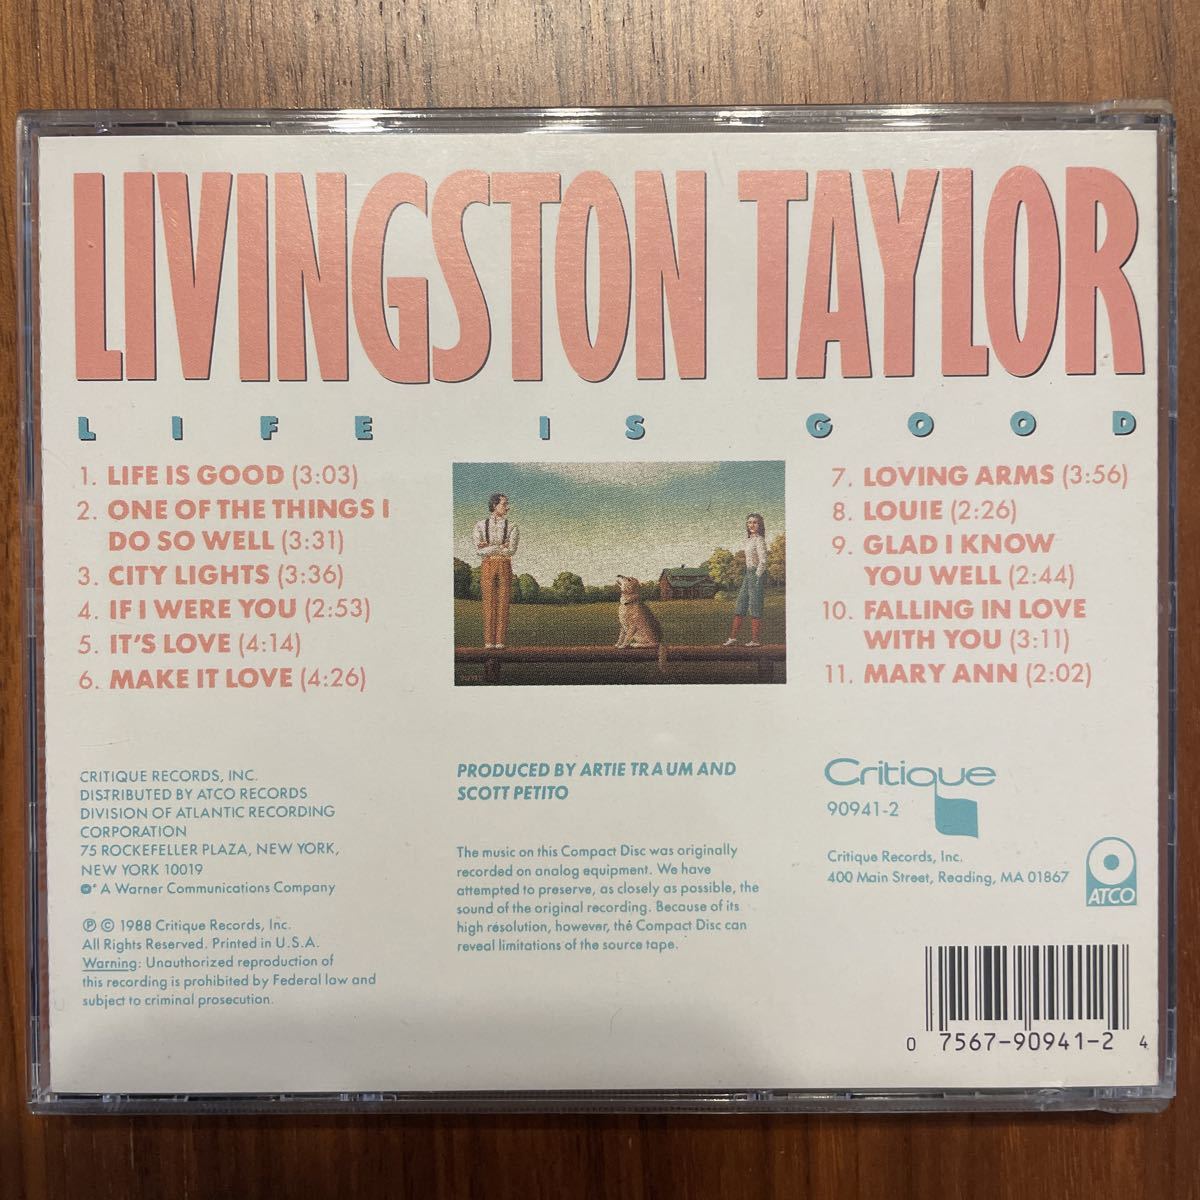 LIVINGSTON TAYLOR
LIFE IS GOOD
1. LIFE IS GOOD (3:03)
2. ONE OF THE THINGS I
DO SO WELL (3:31)
3. CITY LIGHTS (3:36)
4. IF I WERE YOU (2:53)
5. IT'S LOVE (4:14)
6. MAKE IT LOVE (4:26)
7. LOVING ARMS (3:56)
8. LOUIE (2:26)
9. GLAD I KNOW
YOU WELL (2:44)
10. FALLING IN LOVE
WITH YOU (3:11)
11. MARY ANN (2:02)
CRITIQUE RECORDS, INC.
DISTRIBUTED BY ATCO RECORDS
DIVISION OF ATLANTIC RECORDING
CORPORATION
75 ROCKEFELLER PLAZA, NEW YORK,
NEW YORK 10019
A Warner Communications Company
℗ © 1988 Critique Records, Inc.
All Rights Reserved. Printed in U.S.A.
Warning: Unauthorized reproduction of
this recording is prohibited by Federal law and
subject to criminal prosecution.
PRODUCED BY ARTIE TRAUM AND
SCOTT PETITO
The music on this Compact Disc was originally
recorded on analog equipment. We have
attempted to preserve, as closely as possible, the
sound of the original recording. Because of its
high resolution, however, the Compact Disc can
reveal limitations of the source tape.
Critique
90941-2
Critique Records, Inc.
400 Main Street, Reading, MA 01867
ATCO
0 7567-90941-2 4